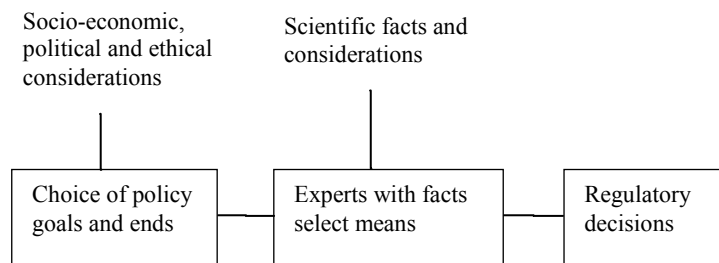 Socio-economic,
political and ethical
considerations
Scientific facts and
considerations
Choice of policy
goals and ends
Experts with facts
select means
Regulatory
decisions